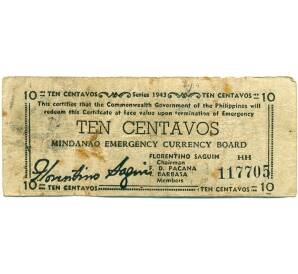 10 TEN CENTAVOS Series 1943 TEN CENTAVOS 10
This certifies that the Commonwealth Government of the Philippines will
redeem this Certificate at face value upon termination of Emergency
TEN CENTAVOS
MINDANAO EMERGENCY CURRENCY BOARD
FLORENTINO SAGUIN HH
Chairman
F. D. PACANA
BARBASA
Members
Florentino Saguin
117705
10 TEN CENTAVOS TEN CENTAVOS 10